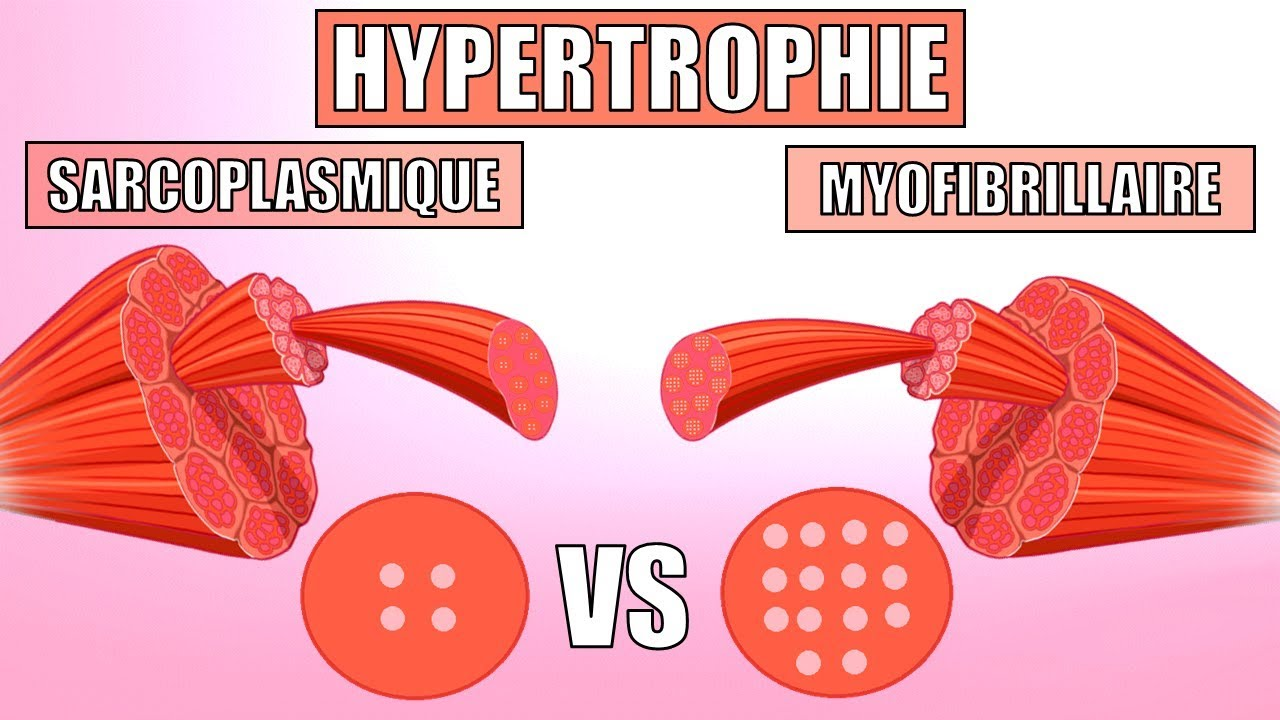 HYPERTROPHIE
SARCOPLASMIQUE
MYOFIBRILLAIRE
VS